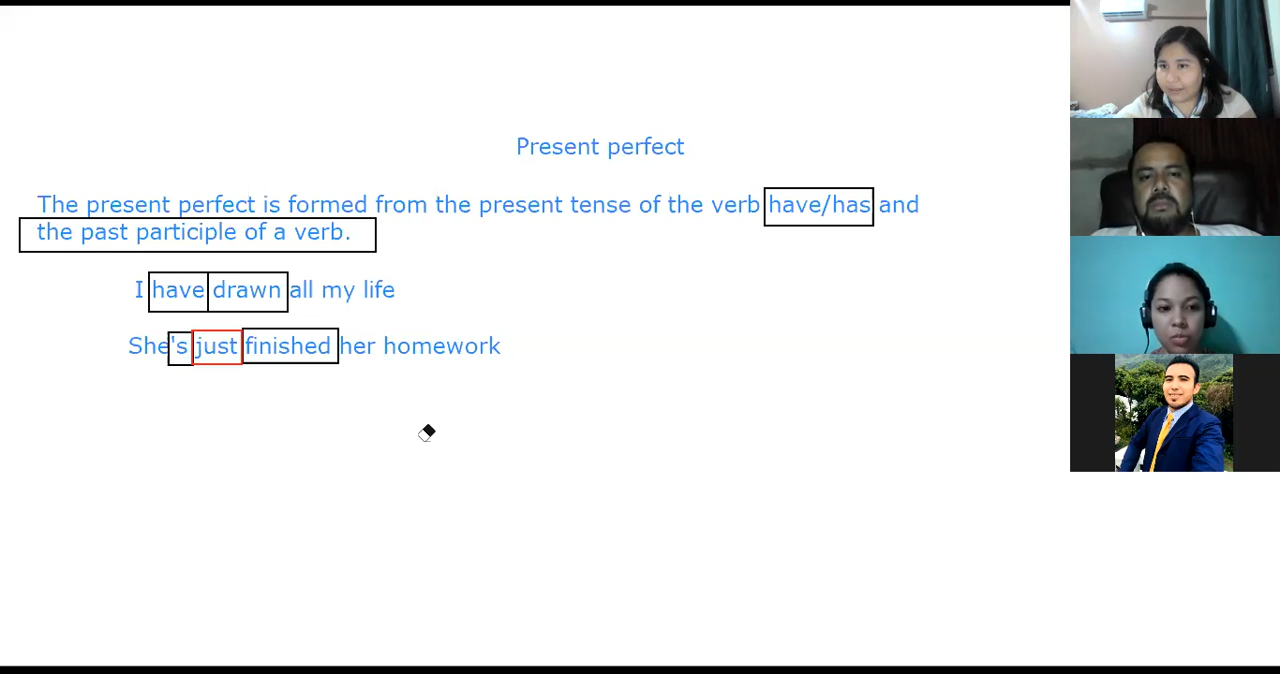 Present perfect
The present perfect is formed from the present tense of the verb have/has and
the past participle of a verb.
I have drawn all my life
She's just finished her homework